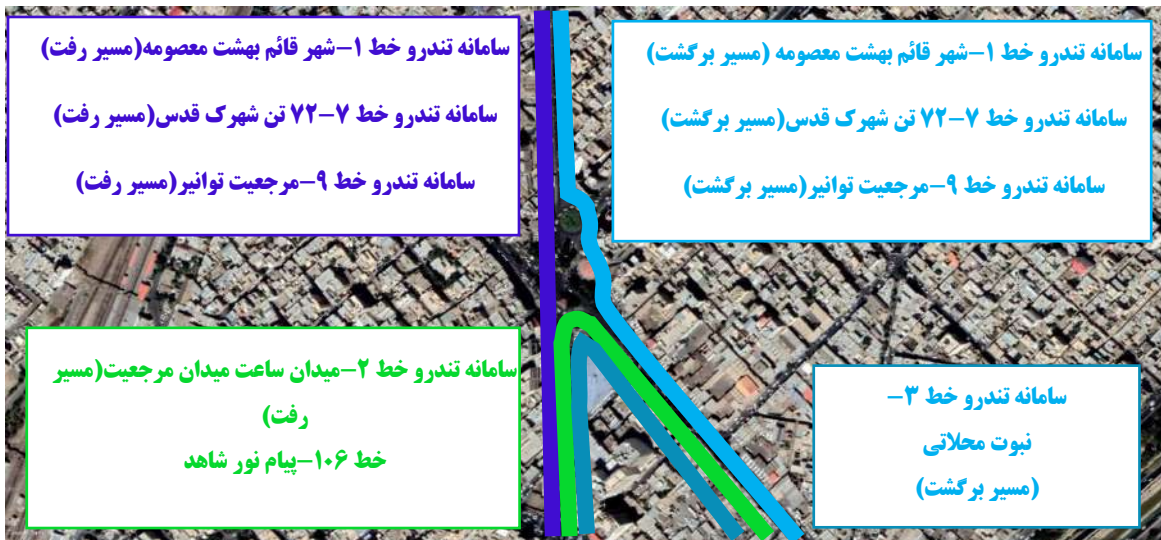 سامانه تندرو خط ۱-شهر قائم بهشت معصومه (مسیر برگشت)
سامانه تندرو خط ۷-۷۲ تن شهرک قدس(مسیر برگشت)
سامانه تندرو خط ۹-مرجعیت توانیر(مسیر برگشت)
سامانه تندرو خط ۱-شهر قائم بهشت معصومه(مسیر رفت)
سامانه تندرو خط ۷-۷۲ تن شهرک قدس(مسیر رفت)
سامانه تندرو خط ۹-مرجعیت توانیر(مسیر رفت)
سامانه تندرو خط ۳-
نبوت محلاتی
(مسیر برگشت)
سامانه تندرو خط ۲-میدان ساعت میدان مرجعیت(مسیر
رفت)
خط ۱۰۶-پیام نور شاهد